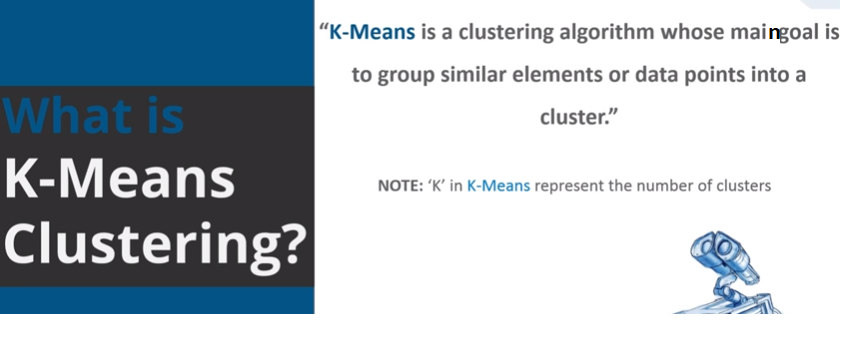 What is
K-Means
Clustering?
“K-Means is a clustering algorithm whose maingoal is
to group similar elements or data points into a
cluster.”
NOTE: ‘K’ in K-Means represent the number of clusters